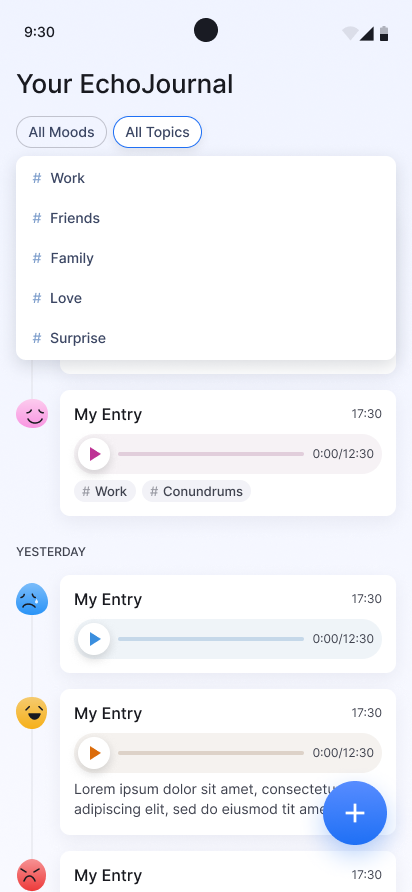 9:30
Your EchoJournal
All Moods All Topics
# Work
# Friends
# Family
# Love
# Surprise
My Entry 17:30
0:00/12:30
# Work # Conundrums
YESTERDAY
My Entry 17:30
0:00/12:30
My Entry 17:30
0:00/12:30
Lorem ipsum dolor sit amet, consectetu
adipiscing elit, sed do eiusmod tit am
My Entry 17:30